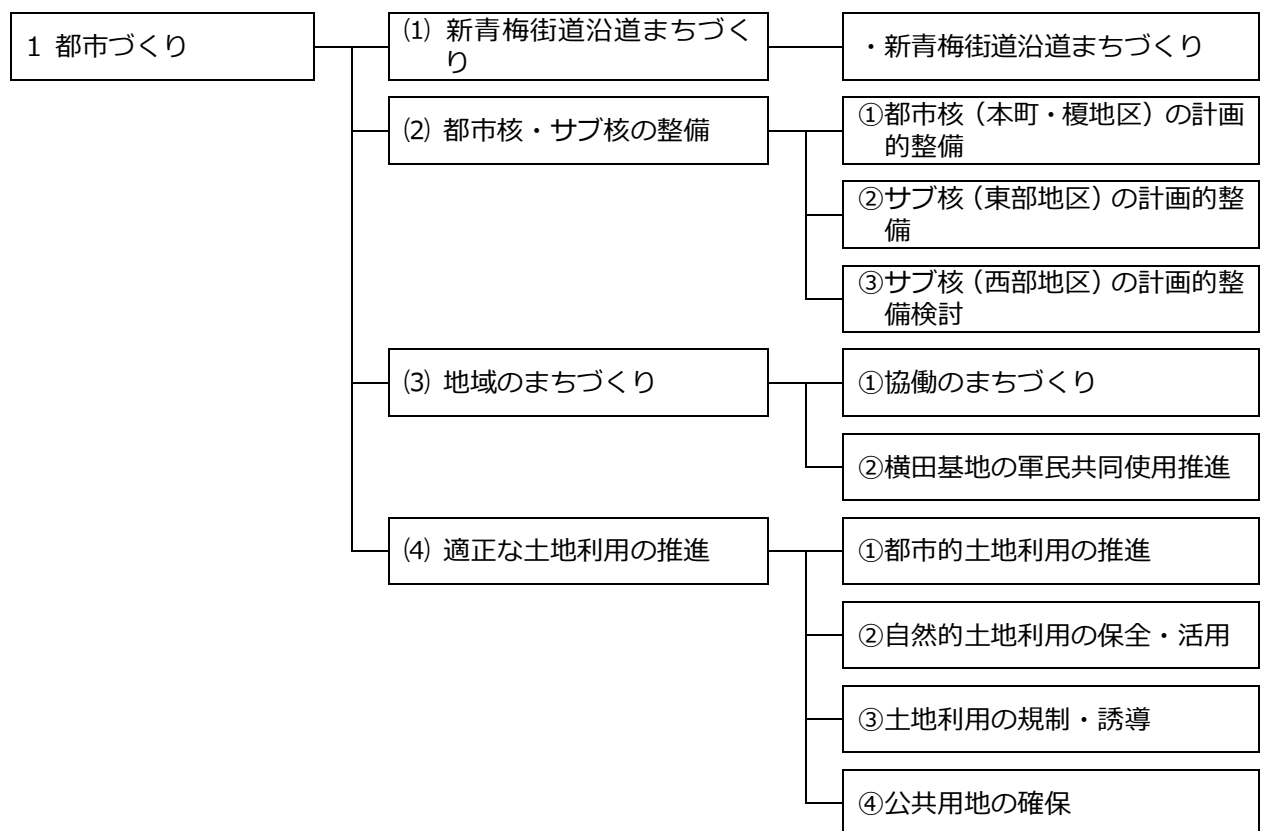 1 都市づくり
⑴ 新青梅街道沿道まちづく
り
・新青梅街道沿道まちづくり
⑵ 都市核・サブ核の整備
①都市核（本町・榎地区）の計画
的整備
②サブ核（東部地区）の計画的整
備
③サブ核（西部地区）の計画的整
備検討
⑶ 地域のまちづくり
①協働のまちづくり
②横田基地の軍民共同使用推進
⑷ 適正な土地利用の推進
①都市的土地利用の推進
②自然的土地利用の保全・活用
③土地利用の規制・誘導
④公共用地の確保